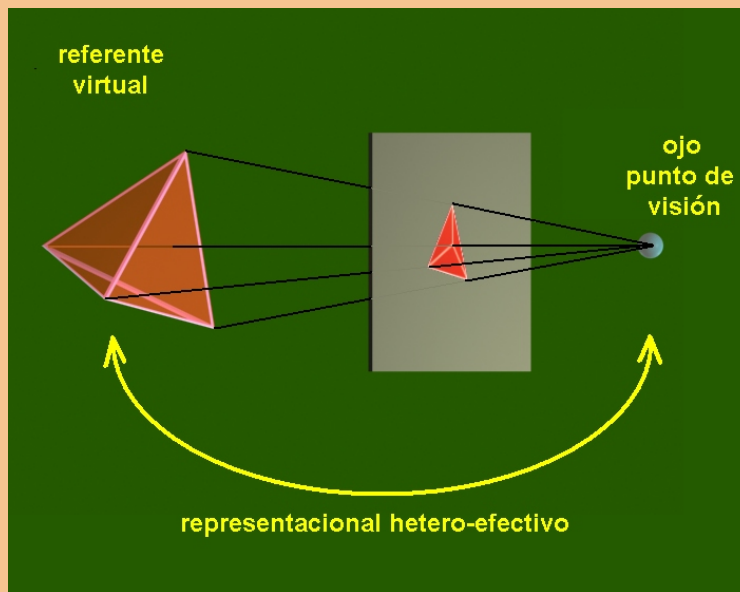 referente
virtual
ojo
punto de
visión
representacional hetero-efectivo